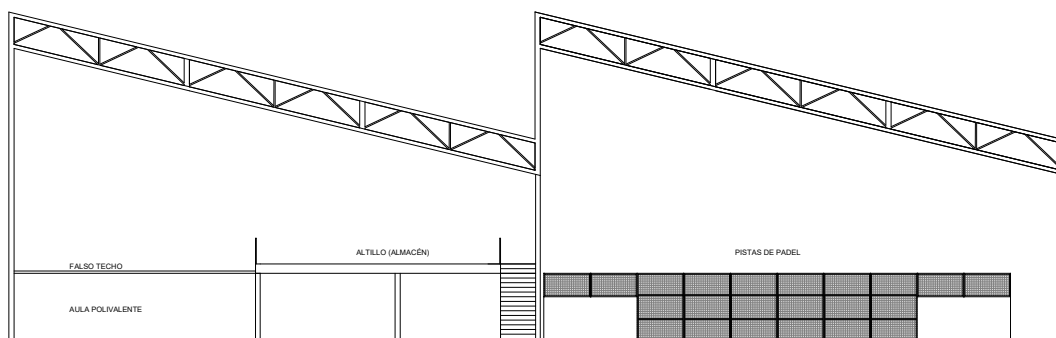 ALTILLO (ALMACÉN)
PISTAS DE PADEL
FALSO TECHO
AULA POLIVALENTE